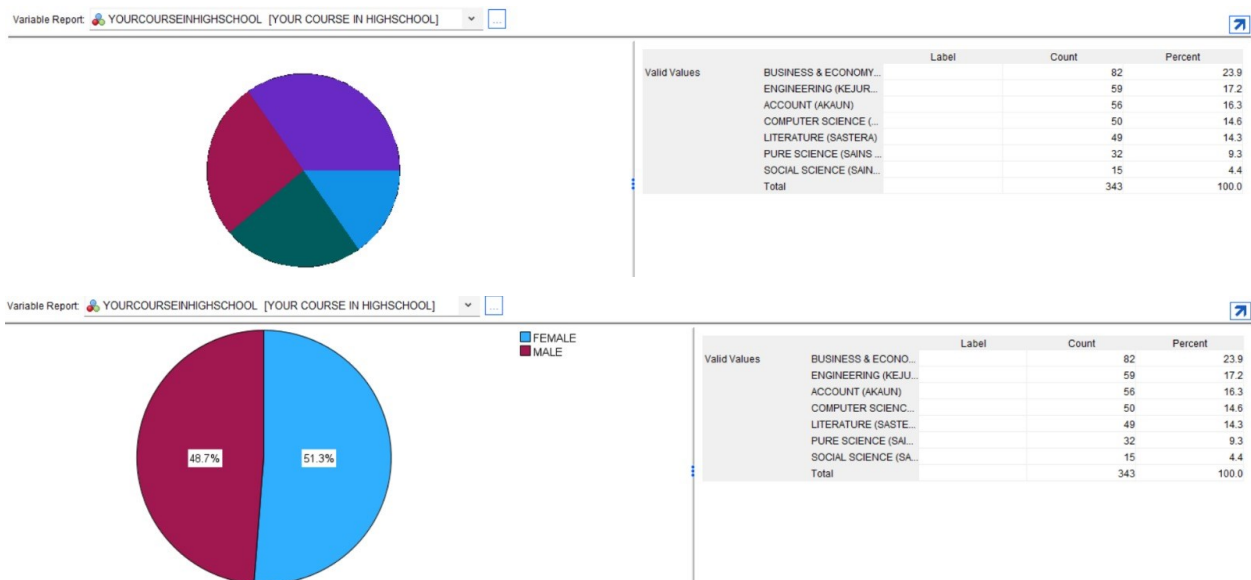 Variable Report: YOURCOURSEINHIGHSCHOOL [YOUR COURSE IN HIGHSCHOOL] ...
Label Count Percent
Valid Values BUSINESS & ECONOMY... 82 23.9
ENGINEERING (KEJUR... 59 17.2
ACCOUNT (AKAUN) 56 16.3
COMPUTER SCIENCE (... 50 14.6
LITERATURE (SASTERA) 49 14.3
PURE SCIENCE (SAINS ... 32 9.3
SOCIAL SCIENCE (SAIN... 15 4.4
Total 343 100.0
Variable Report: YOURCOURSEINHIGHSCHOOL [YOUR COURSE IN HIGHSCHOOL] ...
FEMALE
MALE
48.7% 51.3%
Label Count Percent
Valid Values BUSINESS & ECONO... 82 23.9
ENGINEERING (KEJU... 59 17.2
ACCOUNT (AKAUN) 56 16.3
COMPUTER SCIENC... 50 14.6
LITERATURE (SASTE... 49 14.3
PURE SCIENCE (SAI... 32 9.3
SOCIAL SCIENCE (SA... 15 4.4
Total 343 100.0